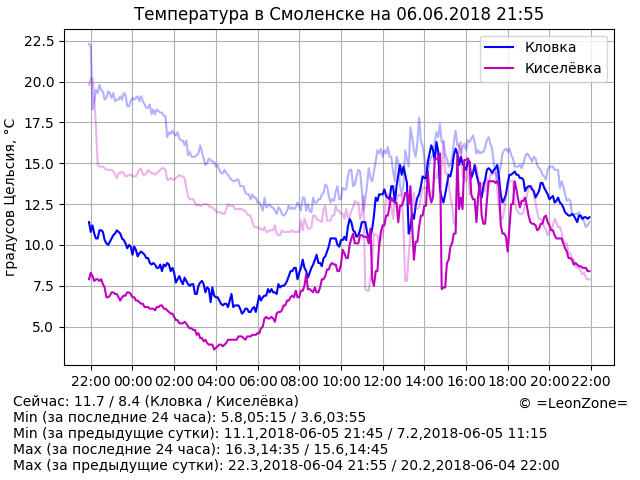 Температура в Смоленске на 06.06.2018 21:55
Кловка
Киселёвка
градусов Цельсия, °C
22.5
20.0
17.5
15.0
12.5
10.0
7.5
5.0
22:00 00:00 02:00 04:00 06:00 08:00 10:00 12:00 14:00 16:00 18:00 20:00 22:00
Сейчас: 11.7 / 8.4 (Кловка / Киселёвка)
© =LeonZone=
Min (за последние 24 часа): 5.8,05:15 / 3.6,03:55
Min (за предыдущие сутки): 11.1,2018-06-05 21:45 / 7.2,2018-06-05 11:15
Max (за последние 24 часа): 16.3,14:35 / 15.6,14:45
Max (за предыдущие сутки): 22.3,2018-06-04 21:55 / 20.2,2018-06-04 22:00